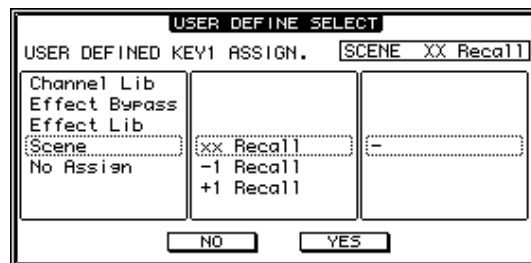 USER DEFINE SELECT
USER DEFINED KEY1 ASSIGN. SCENE XX Recall
Channel Lib
Effect Bypass
Effect Lib
Scene
No Assign
xx Recall
-1 Recall
+1 Recall
-
NO YES